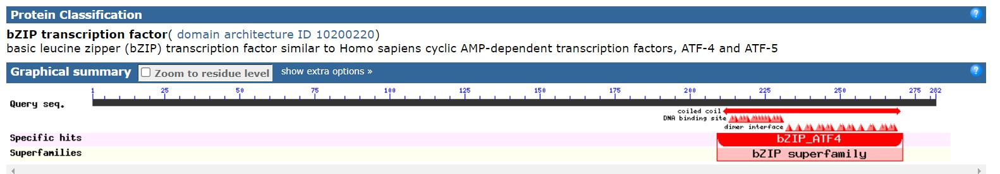 Protein Classification ?
bZIP transcription factor( domain architecture ID 10200220)
basic leucine zipper (bZIP) transcription factor similar to Homo sapiens cyclic AMP-dependent transcription factors, ATF-4 and ATF-5
Graphical summary Zoom to residue level show extra options » ?
1 25 50 75 100 125 150 175 200 225 250 275 282
Query seq.
coiled coil
DNA binding site
dimer interface
Specific hits bZIP_ATF4
Superfamilies bZIP superfamily